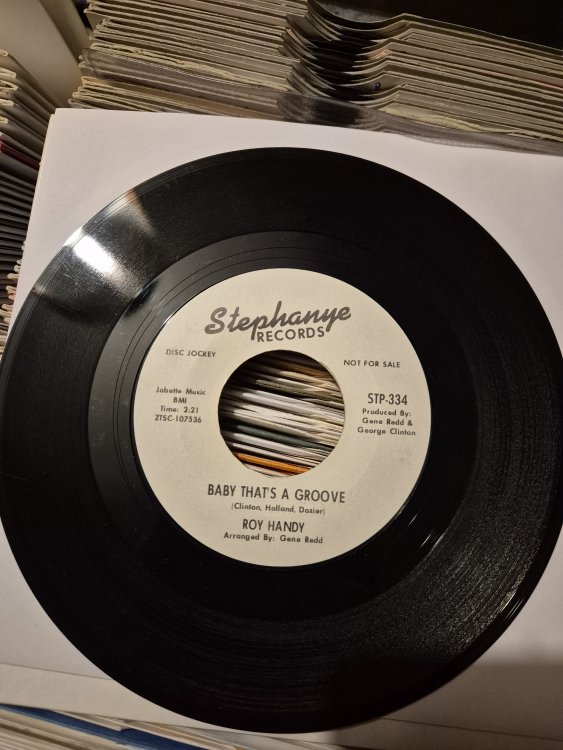 Stephanye
RECORDS
DISC JOCKEY
NOT FOR SALE
Jobette Music
BMI
Time: 2:21
ZTSC-107536
STP-334
Produced By:
Gene Redd &
George Clinton
BABY THAT'S A GROOVE
(Clinton, Holland, Dozier)
ROY HANDY
Arranged By: Gene Redd